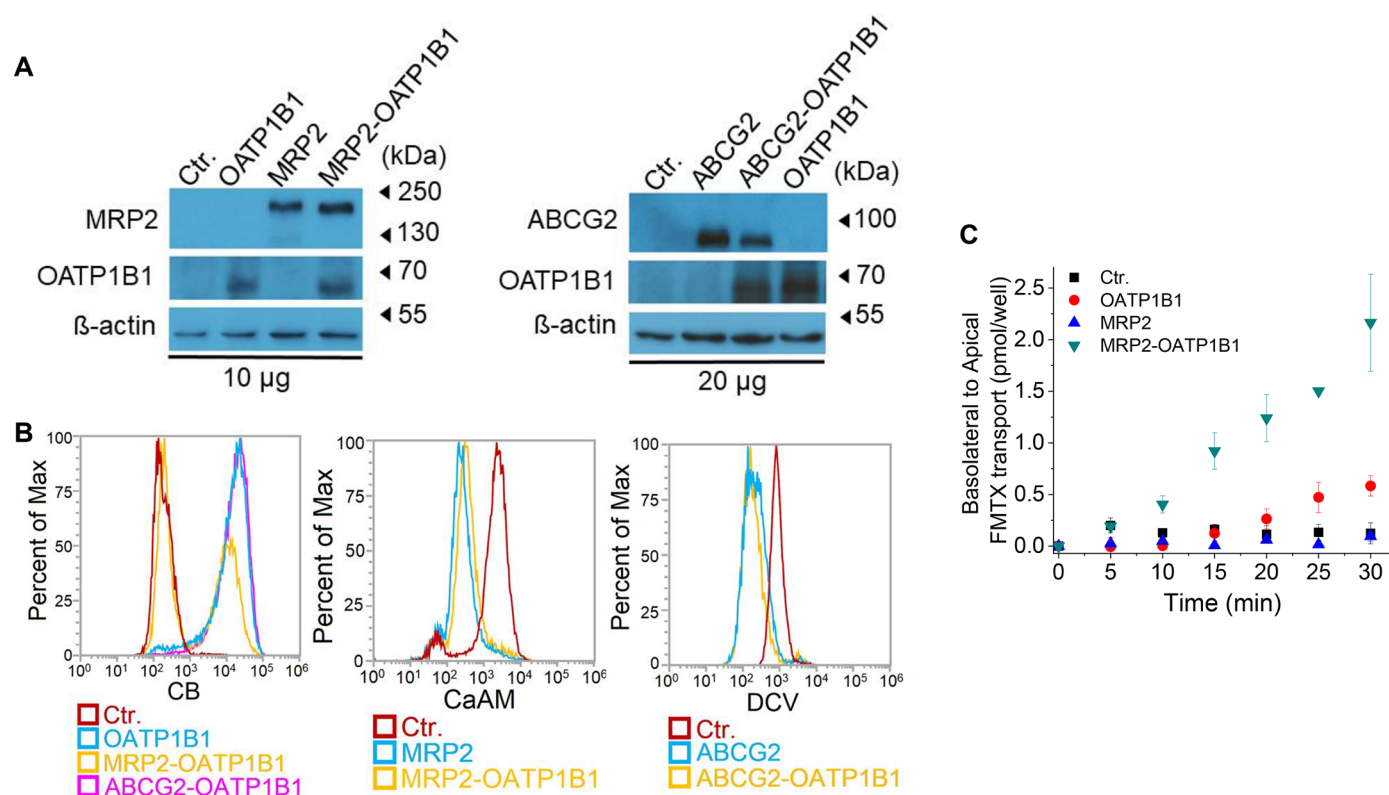 A
Ctr.
OATP1B1
MRP2
MRP2-OATP1B1
(kDa)
MRP2
250
130
OATP1B1
70
ß-actin
55
10 µg
Ctr.
ABCG2
ABCG2-OATP1B1
OATP1B1
(kDa)
ABCG2
100
OATP1B1
70
ß-actin
55
20 µg
B
Percent of Max
100
75
50
25
0
10⁰ 10¹ 10² 10³ 10⁴ 10⁵ 10⁶
CB
Ctr.
OATP1B1
MRP2-OATP1B1
ABCG2-OATP1B1
Percent of Max
100
75
50
25
0
10⁰ 10¹ 10² 10³ 10⁴ 10⁵ 10⁶
CaAM
Ctr.
MRP2
MRP2-OATP1B1
Percent of Max
100
75
50
25
0
10⁰ 10¹ 10² 10³ 10⁴ 10⁵ 10⁶
DCV
Ctr.
ABCG2
ABCG2-OATP1B1
C
Basolateral to Apical
FMTX transport (pmol/well)
2.5
2.0
1.5
1.0
0.5
0.0
Ctr.
OATP1B1
MRP2
MRP2-OATP1B1
0 5 10 15 20 25 30
Time (min)